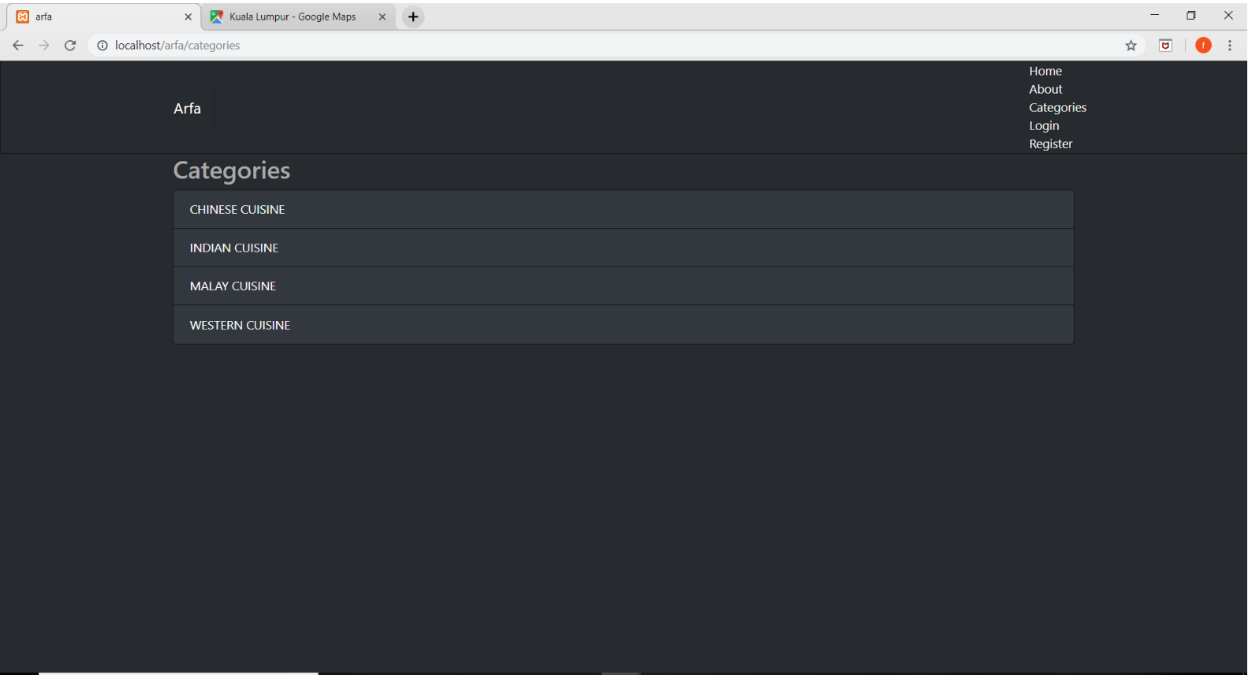 arfa
Kuala Lumpur - Google Maps
localhost/arfa/categories
Arfa
Home
About
Categories
Login
Register
Categories
CHINESE CUISINE
INDIAN CUISINE
MALAY CUISINE
WESTERN CUISINE